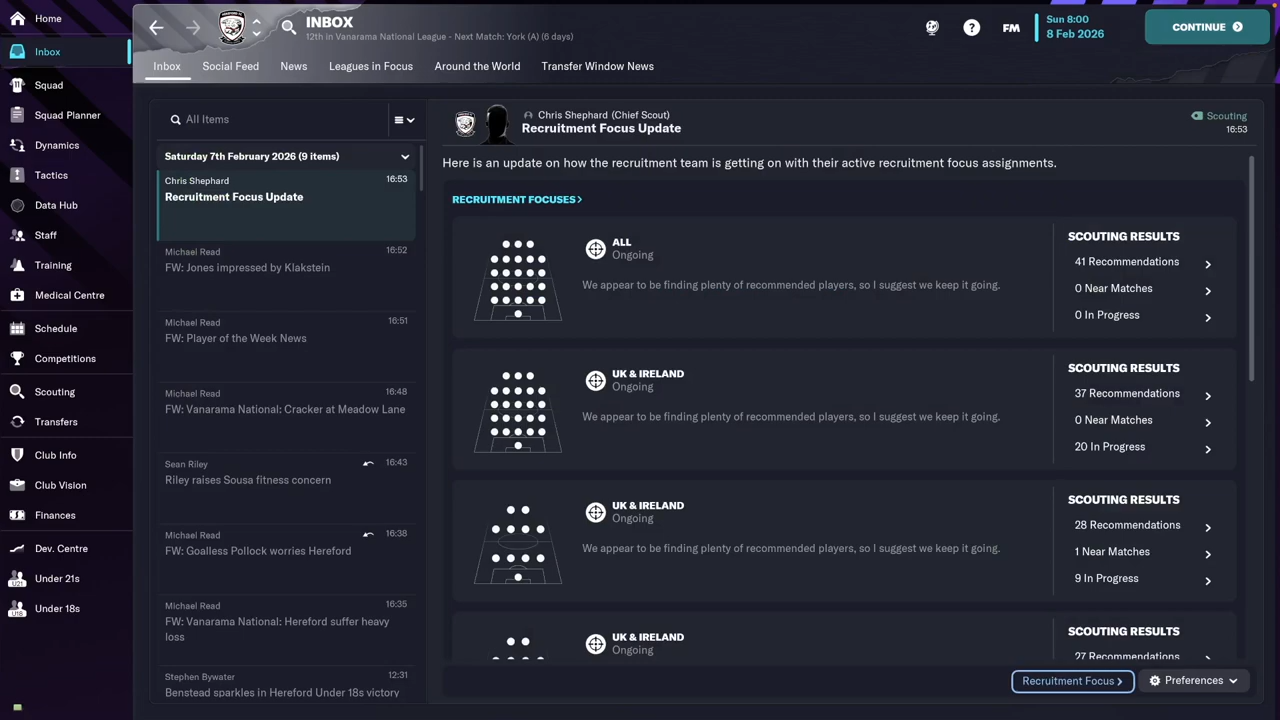 Home
Inbox
Squad
Squad Planner
Dynamics
Tactics
Data Hub
Staff
Training
Medical Centre
Schedule
Competitions
Scouting
Transfers
Club Info
Club Vision
Finances
Dev. Centre
Under 21s
Under 18s
INBOX
12th in Vanarama National League - Next Match: York (A) (6 days)
FM
Sun 8:00
8 Feb 2026
CONTINUE
Inbox
Social Feed
News
Leagues in Focus
Around the World
Transfer Window News
All Items
Saturday 7th February 2026 (9 items)
Chris Shephard 16:53
Recruitment Focus Update
Michael Read 16:52
FW: Jones impressed by Klakstein
Michael Read 16:51
FW: Player of the Week News
Michael Read 16:48
FW: Vanarama National: Cracker at Meadow Lane
Sean Riley 16:43
Riley raises Sousa fitness concern
Michael Read 16:38
FW: Goalless Pollock worries Hereford
Michael Read 16:35
FW: Vanarama National: Hereford suffer heavy
loss
Stephen Bywater 12:31
Benstead sparkles in Hereford Under 18s victory
Chris Shephard (Chief Scout)
Recruitment Focus Update
Scouting
16:53
Here is an update on how the recruitment team is getting on with their active recruitment focus assignments.
RECRUITMENT FOCUSES
ALL
Ongoing
We appear to be finding plenty of recommended players, so I suggest we keep it going.
SCOUTING RESULTS
41 Recommendations
0 Near Matches
0 In Progress
UK & IRELAND
Ongoing
We appear to be finding plenty of recommended players, so I suggest we keep it going.
SCOUTING RESULTS
37 Recommendations
0 Near Matches
20 In Progress
UK & IRELAND
Ongoing
We appear to be finding plenty of recommended players, so I suggest we keep it going.
SCOUTING RESULTS
28 Recommendations
1 Near Matches
9 In Progress
UK & IRELAND
Ongoing
SCOUTING RESULTS
27 Recommendations
Recruitment Focus
Preferences